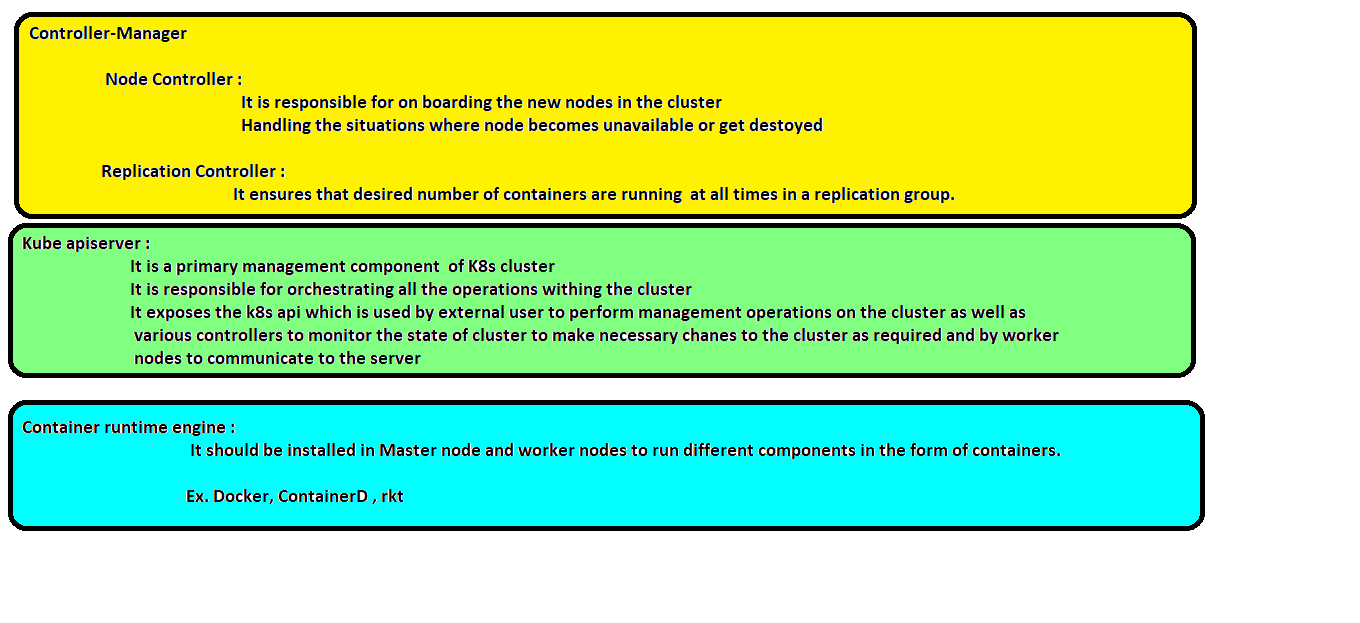 Controller-Manager
Node Controller :
It is responsible for on boarding the new nodes in the cluster
Handling the situations where node becomes unavailable or get destoyed
Replication Controller :
It ensures that desired number of containers are running  at all times in a replication group.
Kube apiserver :
It is a primary management component  of K8s cluster
It is responsible for orchestrating all the operations withing the cluster
It exposes the k8s api which is used by external user to perform management operations on the cluster as well as
various controllers to monitor the state of cluster to make necessary chanes to the cluster as required and by worker
nodes to communicate to the server
Container runtime engine :
It should be installed in Master node and worker nodes to run different components in the form of containers.
Ex. Docker, ContainerD , rkt